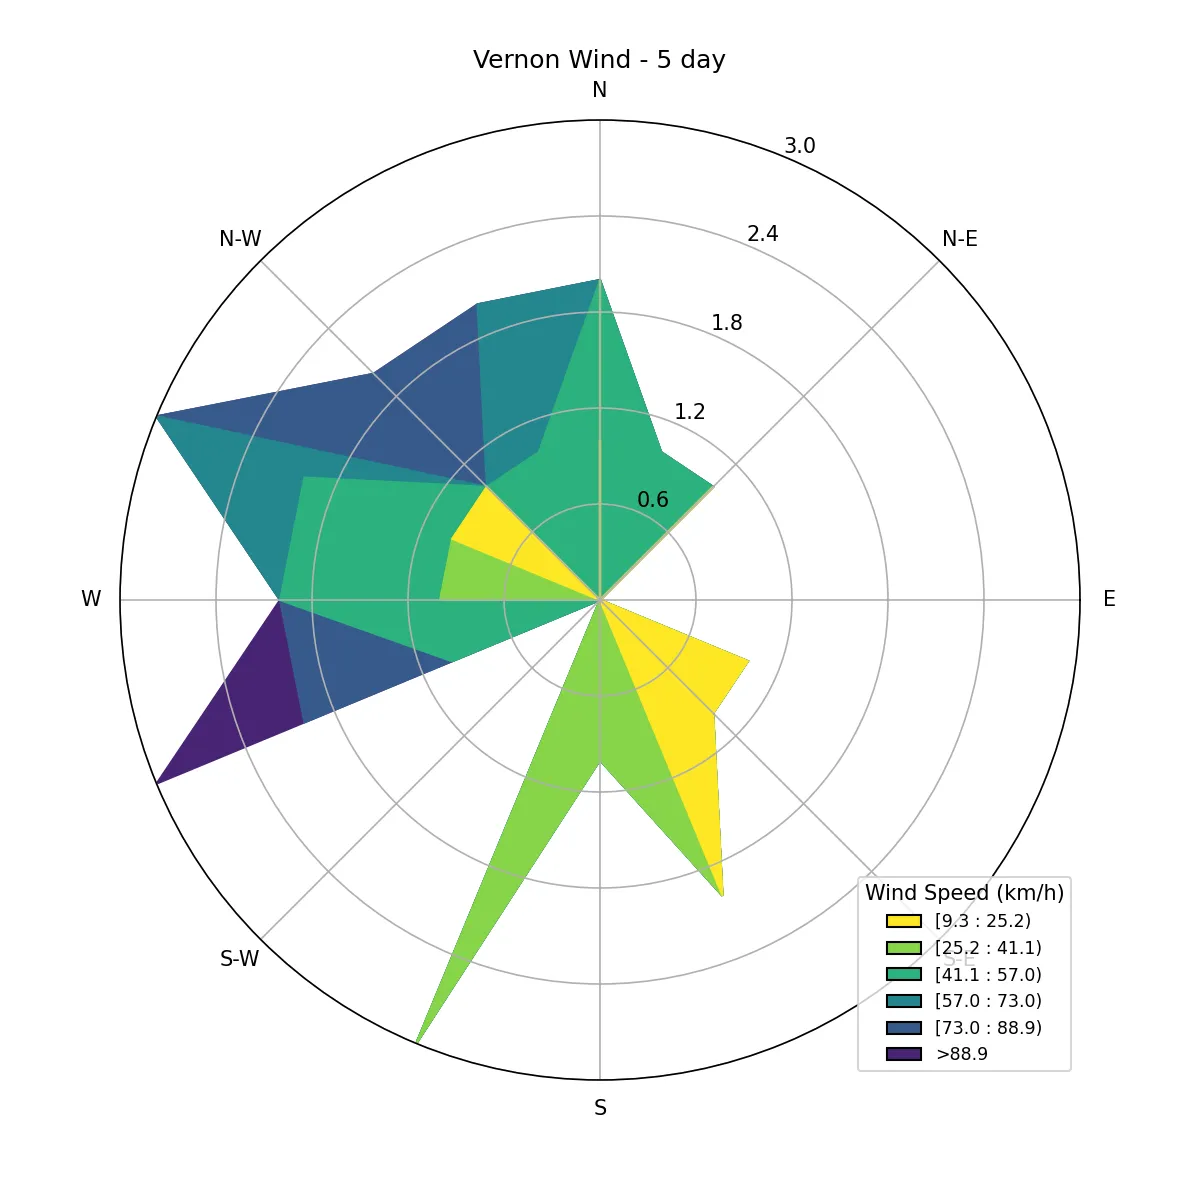 Vernon Wind - 5 day
N
3.0
N-W
2.4
N-E
1.8
1.2
0.6
W
E
S-W
S-E
S
Wind Speed (km/h)
[9.3 : 25.2)
[25.2 : 41.1)
[41.1 : 57.0)
[57.0 : 73.0)
[73.0 : 88.9)
>88.9